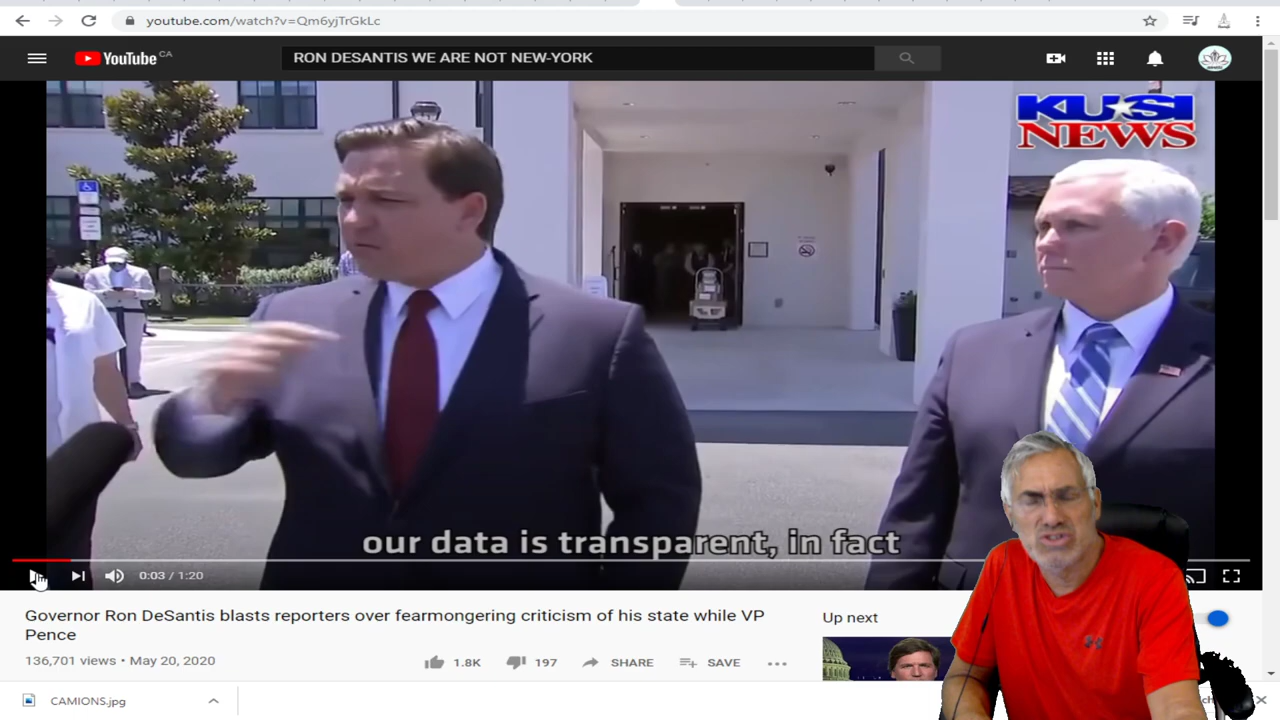 youtube.com/watch?v=Qm6yjTrGkLc
YouTube CA
RON DESANTIS WE ARE NOT NEW-YORK
KUSI
NEWS
our data is transparent, in fact
0:03 / 1:20
Governor Ron DeSantis blasts reporters over fearmongering criticism of his state while VP
Pence
Up next
136,701 views • May 20, 2020
1.8K
197
SHARE
SAVE
CAMIONS.jpg